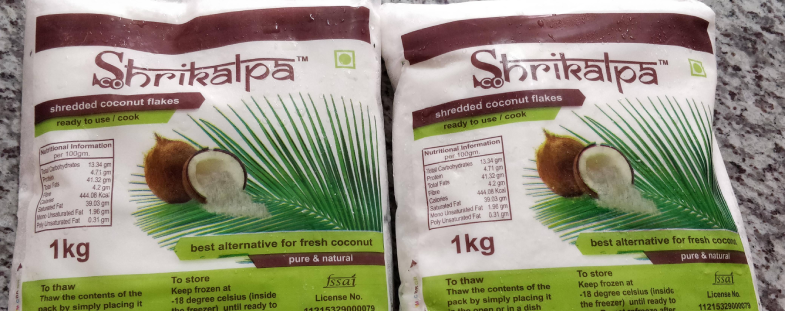 Shrikalpa™
AGO
shredded coconut flakes
ready to use / cook
Nutritional Information
per 100gm.
Total Carbohydrates 13.34 gm
Protein 4.71 gm
Total Fats 41.32 gm
Fibre 4.2 gm
Calories 444.08 Kcal
Saturated Fat 39.03 gm
Mono Unsaturated Fat 1.96 gm
Poly Unsaturated Fat 0.31 gm
1kg
best alternative for fresh coconut
pure & natural
To thaw
Thaw the contents of the
pack by simply placing it
To store
Keep frozen at
-18 degree celsius (inside
the freezer) until ready to
fssai
License No.
11215329000079
Shrikalpa™
AGO
shredded coconut flakes
ready to use / cook
Nutritional Information
per 100gm.
Total Carbohydrates 13.34 gm
Protein 4.71 gm
Total Fats 41.32 gm
Fibre 4.2 gm
Calories 444.08 Kcal
Saturated Fat 39.03 gm
Mono Unsaturated Fat 1.96 gm
Poly Unsaturated Fat 0.31 gm
1kg
best alternative for fresh coconut
pure & natural
To thaw
Thaw the contents of the
pack by simply placing it
in the open or in a dish
To store
Keep frozen at
-18 degree celsius (inside
the freezer) until ready to
fssai
License No.
11215329000079